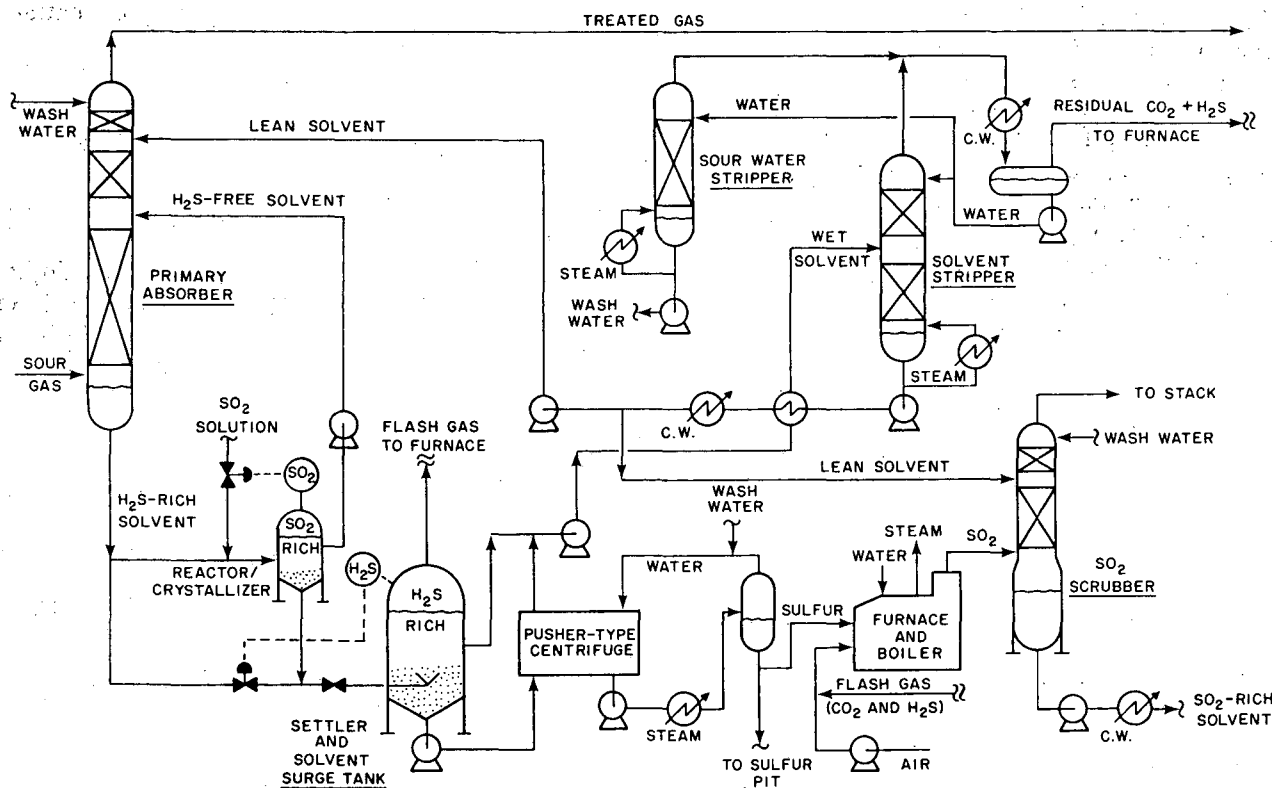 TREATED GAS
WASH
WATER
LEAN SOLVENT
H₂S-FREE SOLVENT
PRIMARY
ABSORBER
SOUR
GAS
WATER
SOUR WATER
STRIPPER
STEAM
WASH
WATER
C.W.
RESIDUAL CO₂ + H₂S
TO FURNACE
WATER
WET
SOLVENT
SOLVENT
STRIPPER
STEAM
C.W.
SO₂
SOLUTION
SO₂
SO₂
RICH
H₂S-RICH
SOLVENT
REACTOR/
CRYSTALLIZER
FLASH GAS
TO FURNACE
H₂S
H₂S
RICH
SETTLER
AND
SOLVENT
SURGE TANK
LEAN SOLVENT
WASH
WATER
WATER
PUSHER-TYPE
CENTRIFUGE
STEAM
SULFUR
TO SULFUR
PIT
STEAM
WATER
FURNACE
AND
BOILER
SO₂
FLASH GAS
(CO₂ AND H₂S)
AIR
TO STACK
WASH WATER
SO₂
SCRUBBER
SO₂-RICH
SOLVENT
C.W.